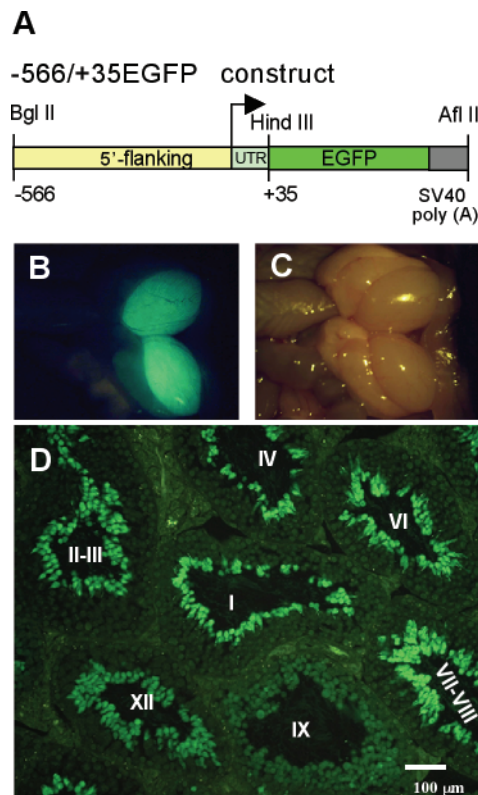 A
-566/+35EGFP construct
Bgl II
Hind III
Afl II
5'-flanking
UTR
EGFP
-566
+35
SV40
poly (A)
B
C
D
IV
VI
II-III
I
VII-VIII
XII
IX
100 µm